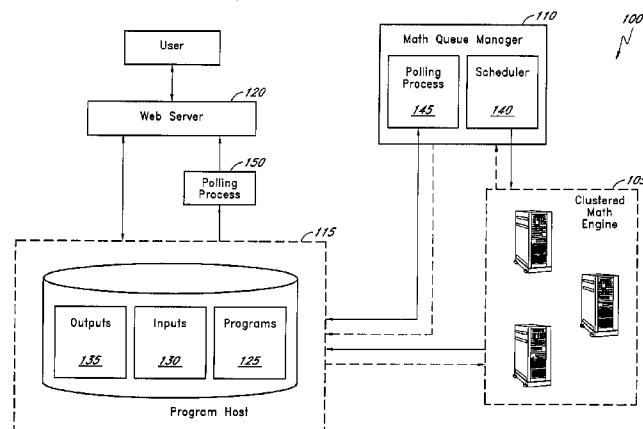 User
120
Web Server
150
Polling
Process
110
Math Queue Manager
Polling
Process
145
Scheduler
140
100
105
Clustered
Math
Engine
115
Outputs
135
Inputs
130
Programs
125
Program Host